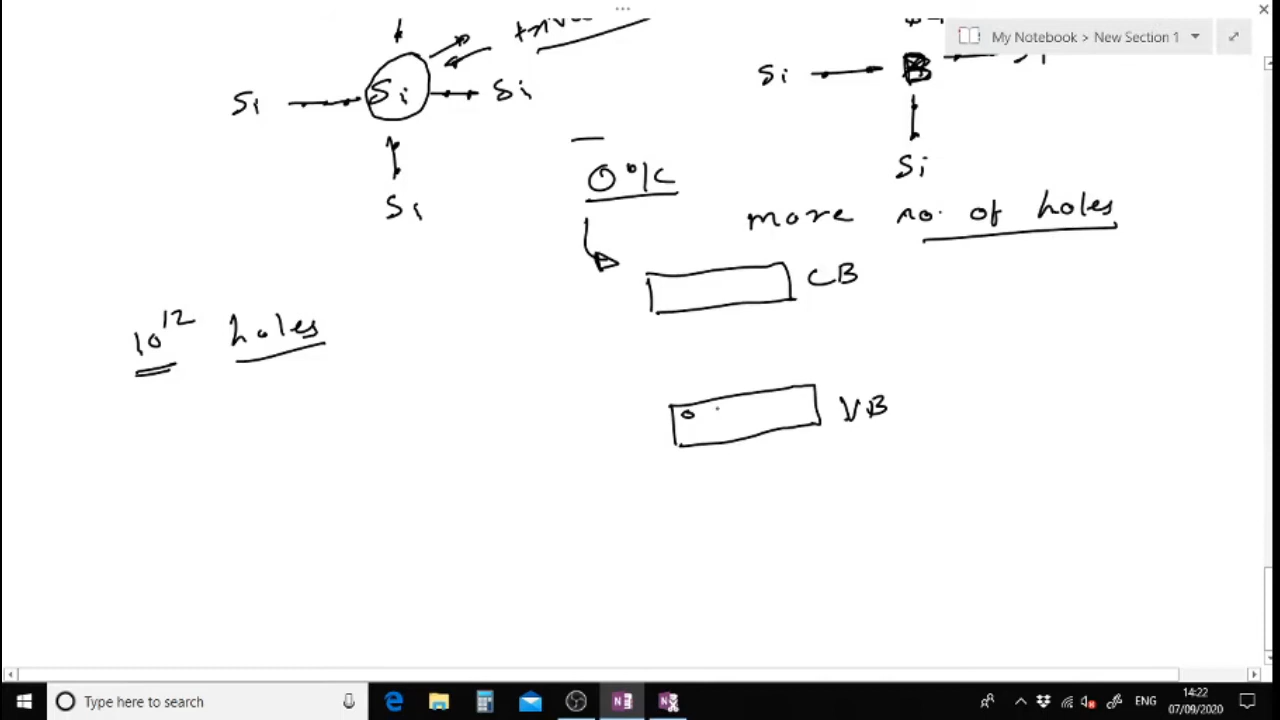 My Notebook > New Section 1
Si Si Si
Si B
Si
Si
0°K
more no. of holes
CB
10^12 holes
VB
Type here to search
ENG
14:22
07/09/2020